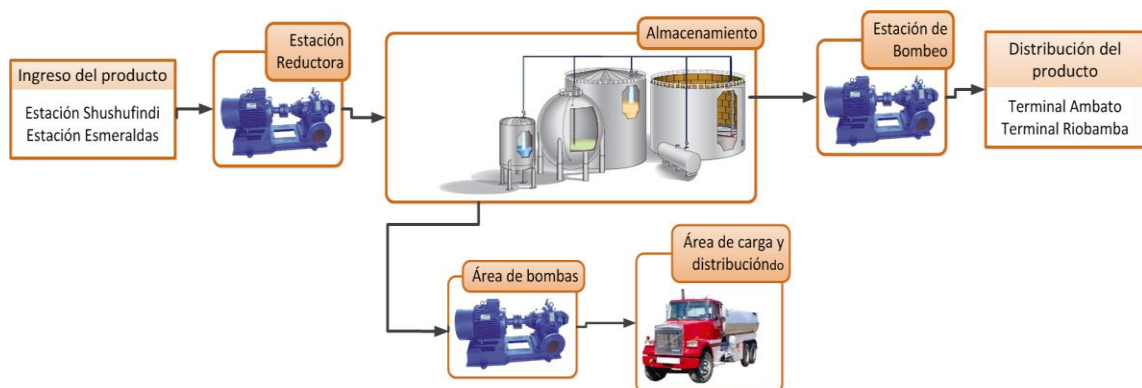 Ingreso del producto
Estación Shushufindi
Estación Esmeraldas
Estación
Reductora
Almacenamiento
Estación de
Bombeo
Distribución del
producto
Terminal Ambato
Terminal Riobamba
Área de bombas
Área de carga y
distribucióndo